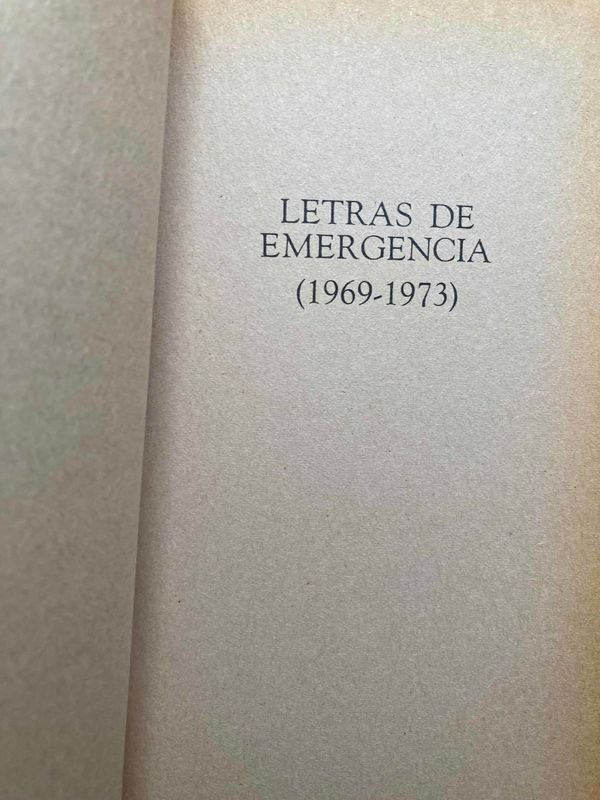 LETRAS DE
EMERGENCIA
(1969-1973)